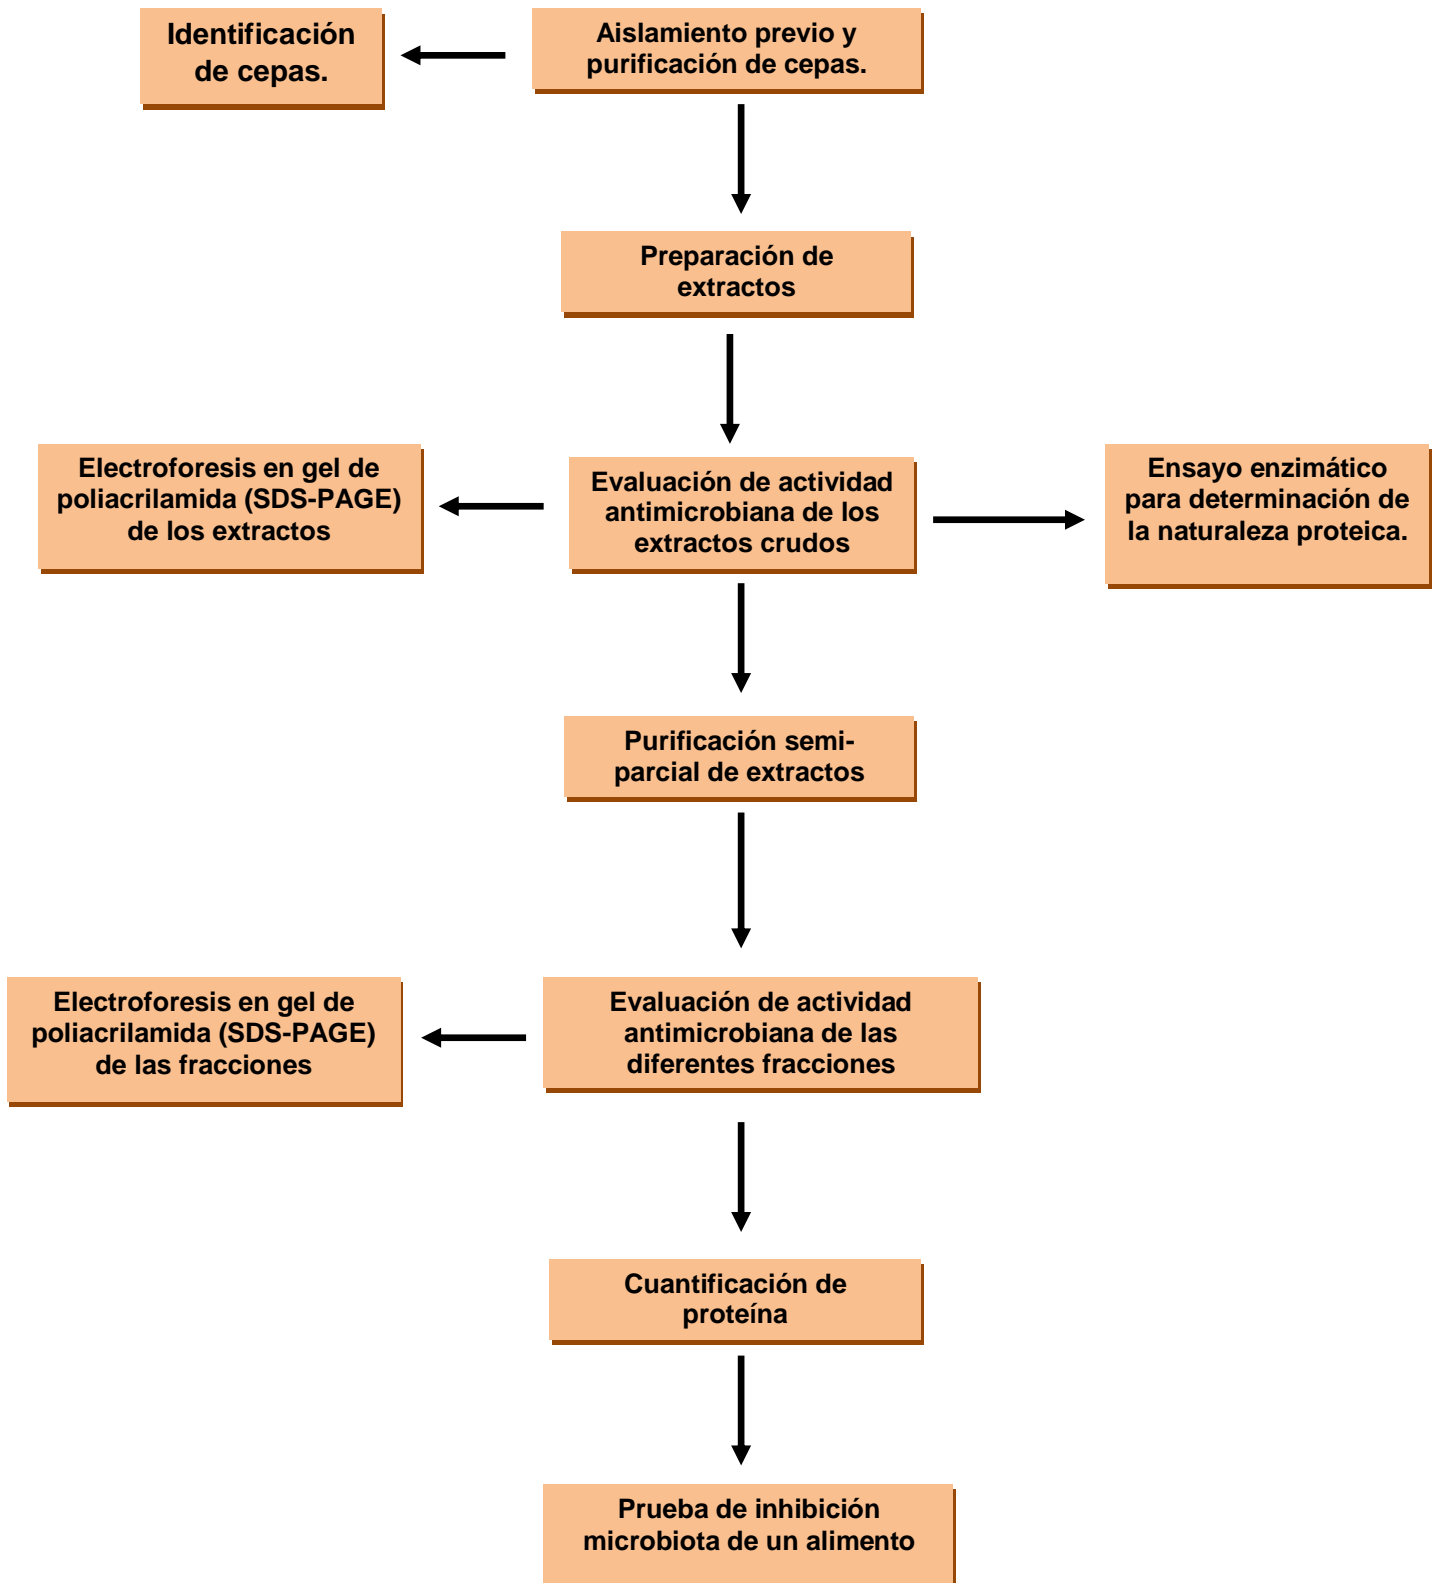 Identificación
de cepas.
Aislamiento previo y
purificación de cepas.
Preparación de
extractos
Electroforesis en gel de
poliacrilamida (SDS-PAGE)
de los extractos
Evaluación de actividad
antimicrobiana de los
extractos crudos
Ensayo enzimático
para determinación de
la naturaleza proteica.
Purificación semi-
parcial de extractos
Electroforesis en gel de
poliacrilamida (SDS-PAGE)
de las fracciones
Evaluación de actividad
antimicrobiana de las
diferentes fracciones
Cuantificación de
proteína
Prueba de inhibición
microbiota de un alimento